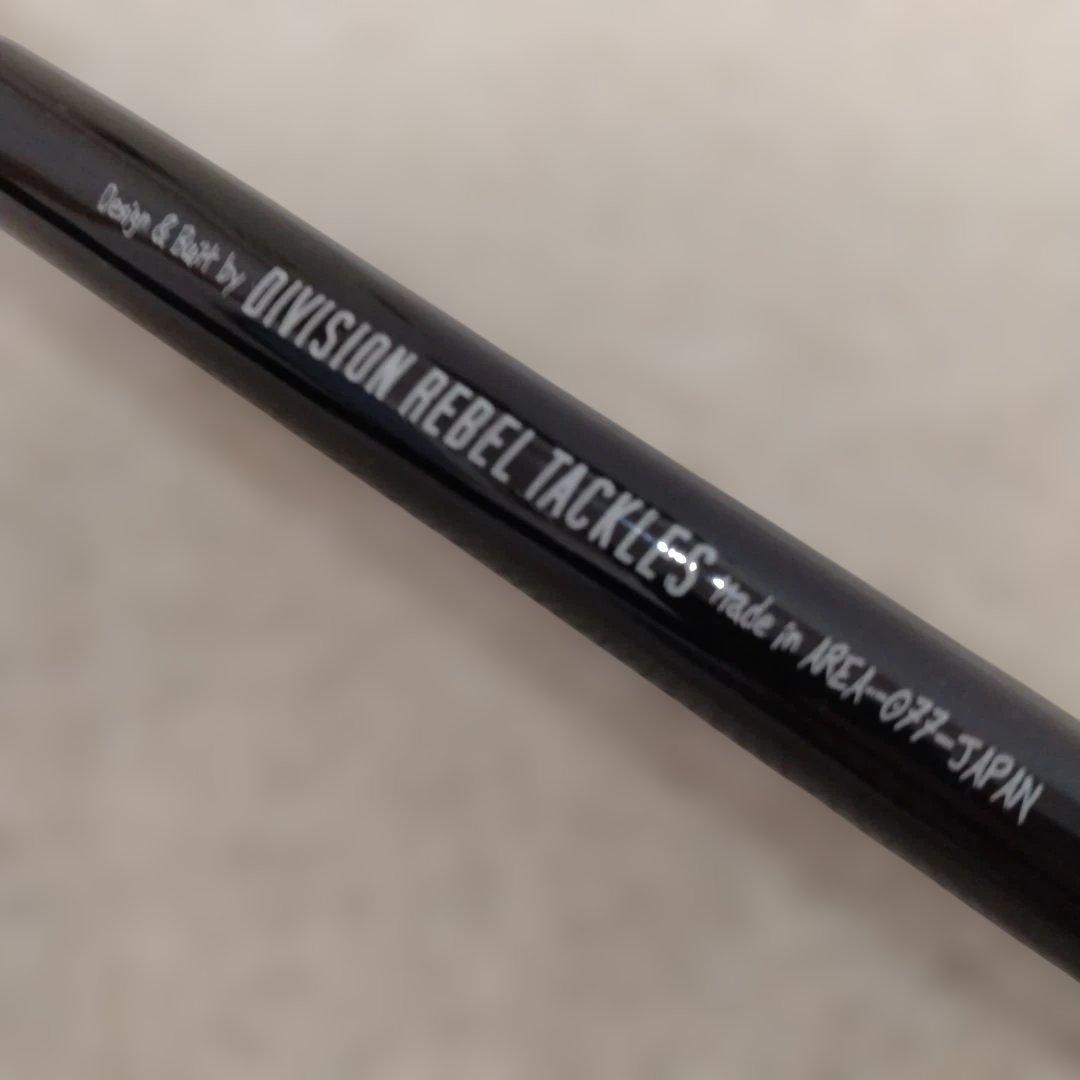 Design & Built by DIVISION REBEL TACKLES made in AREA-077-JAPAN